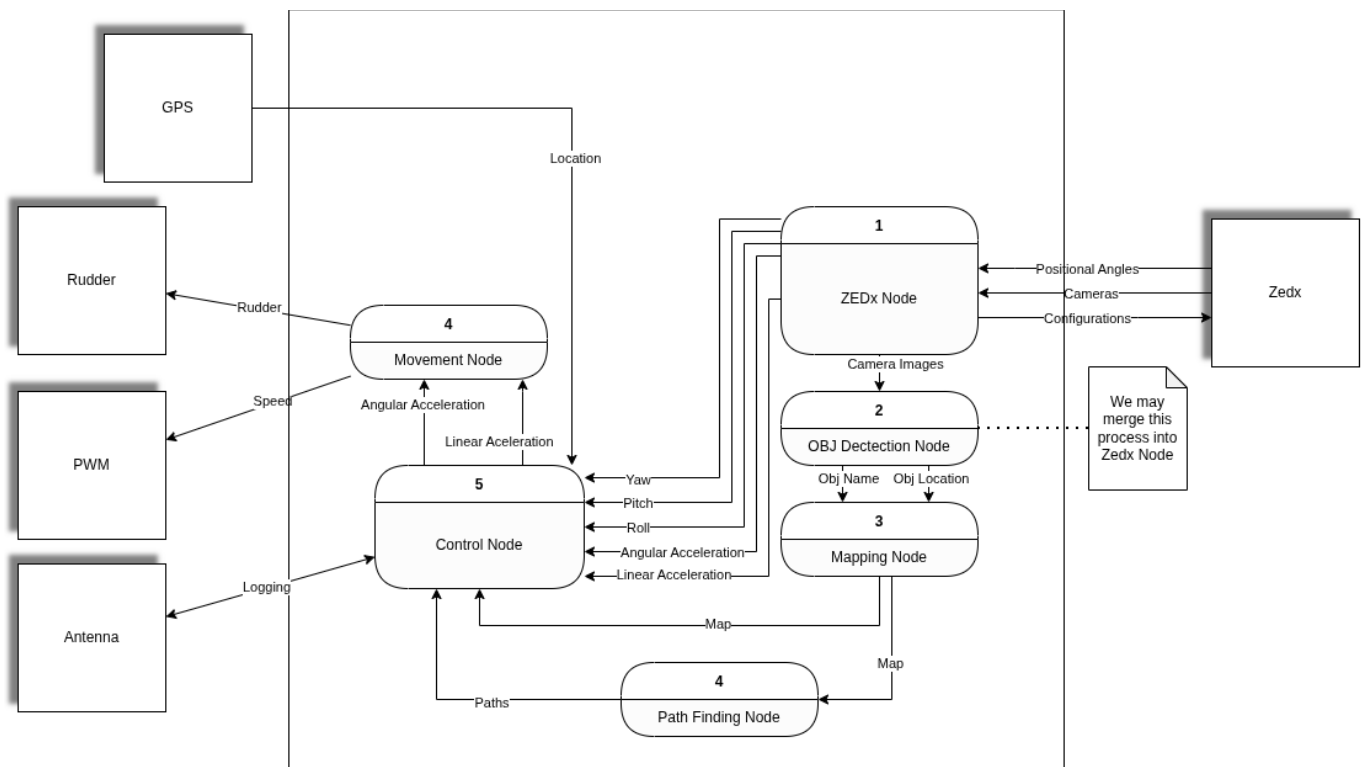 GPS
Location
Rudder
Rudder
4
Movement Node
Speed
PWM
Angular Acceleration
Linear Aceleration
5
Control Node
Logging
Antenna
1
ZEDx Node
Positional Angles
Cameras
Configurations
Zedx
Camera Images
2
OBJ Dectection Node
We may
merge this
process into
Zedx Node
Obj Name
Obj Location
3
Mapping Node
Yaw
Pitch
Roll
Angular Acceleration
Linear Acceleration
Map
Map
4
Path Finding Node
Paths